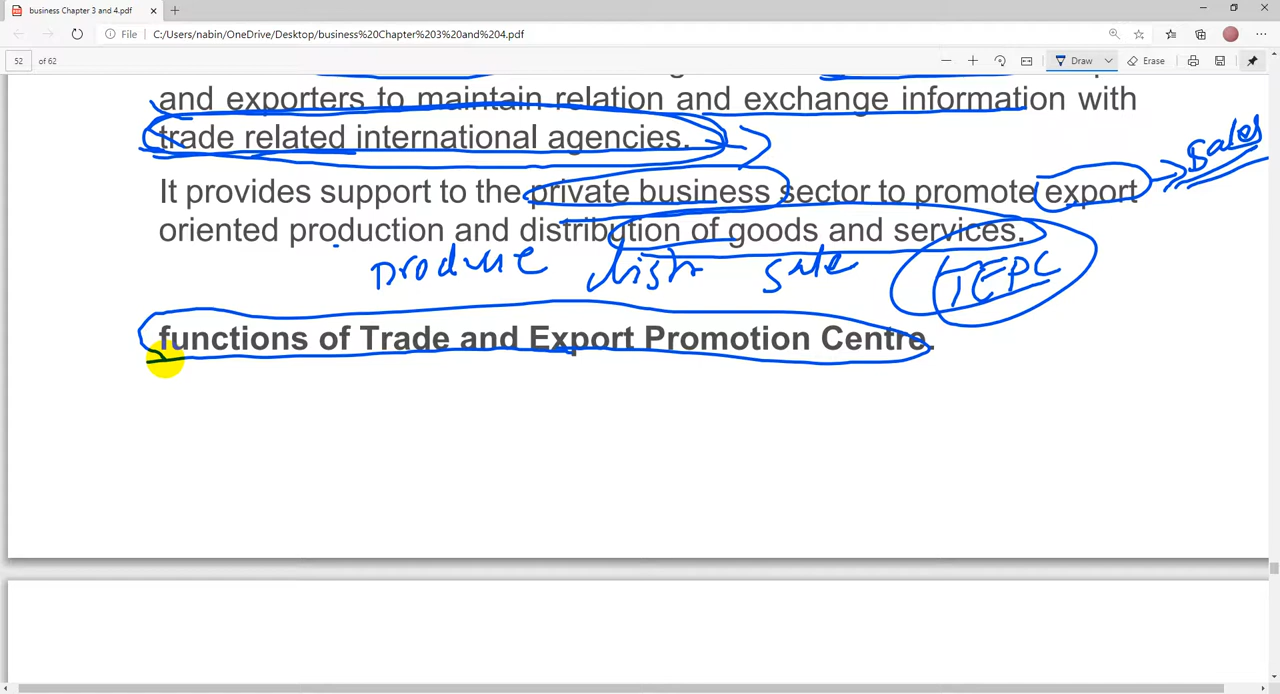 business Chapter 3 and 4.pdf
File C:/Users/nabin/OneDrive/Desktop/business%20Chapter%203%20and%204.pdf
52 of 62
Draw
Erase
and exporters to maintain relation and exchange information with
trade related international agencies.
sales
It provides support to the private business sector to promote export
oriented production and distribution of goods and services.
produce distr sale TEPC
functions of Trade and Export Promotion Centre.